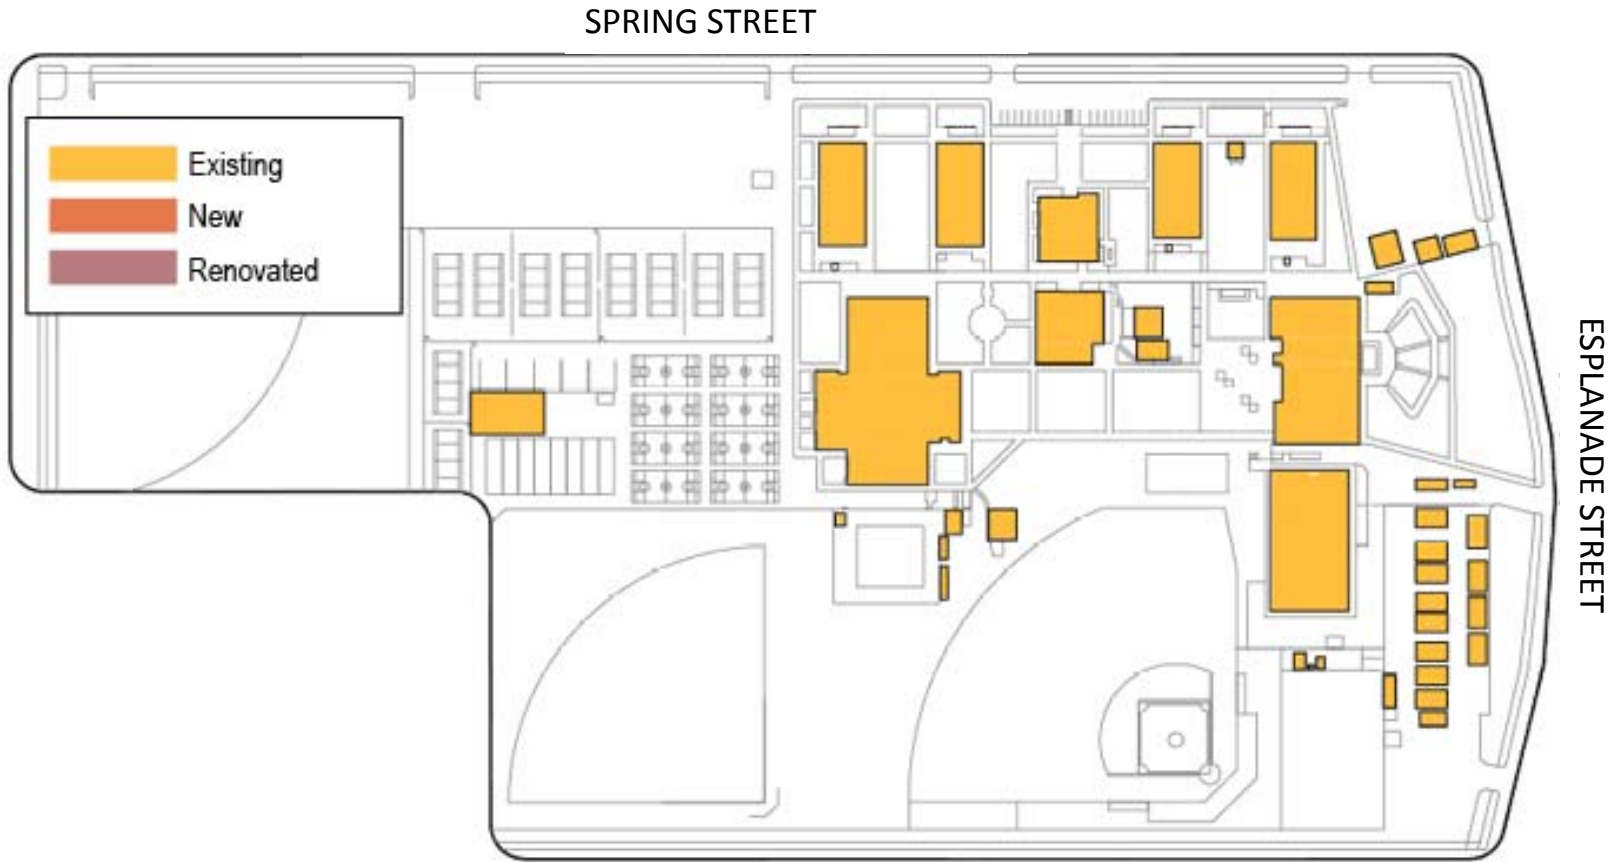 SPRING STREET
Existing
New
Renovated
ESPLANADE STREET